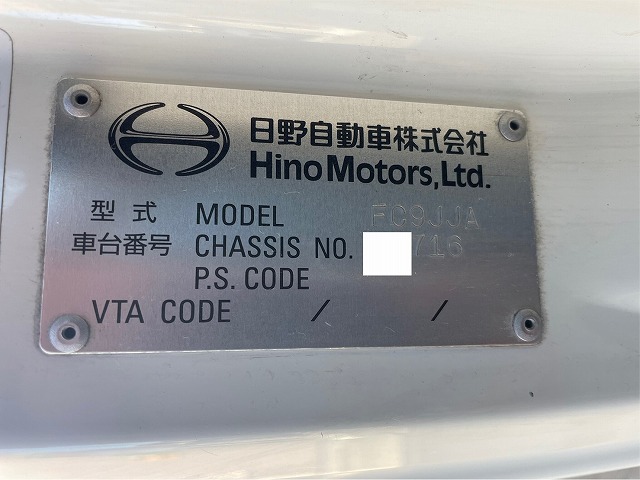 日野自動車株式会社
Hino Motors, Ltd.
型式 MODEL FC9JJA
車台番号 CHASSIS NO. 716
P.S. CODE
VTA CODE / /